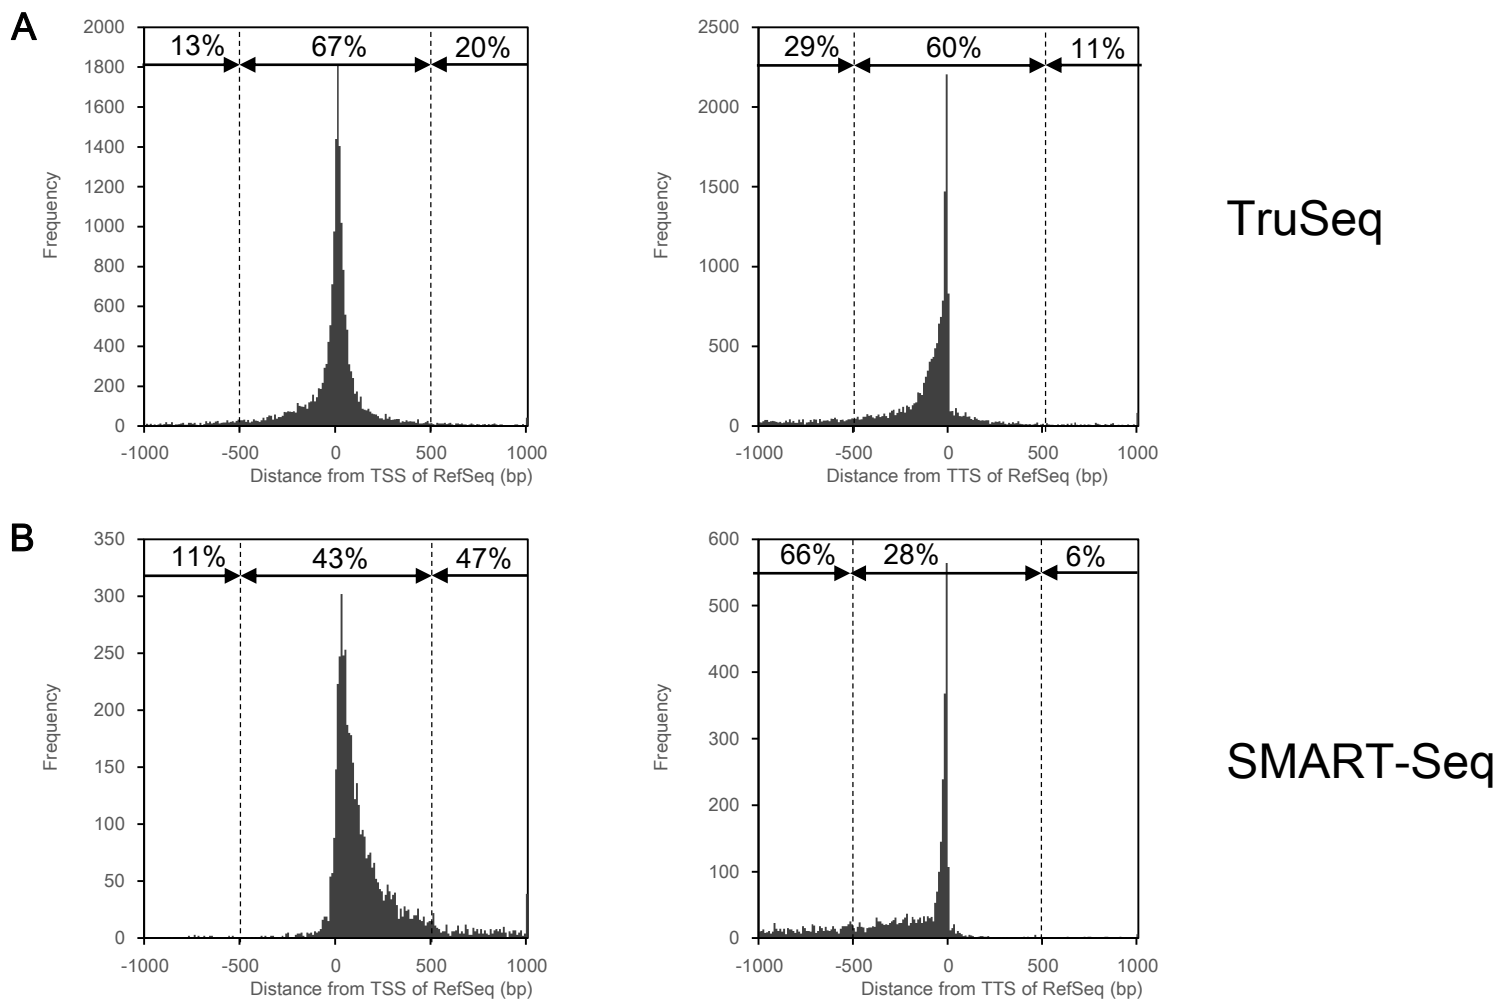 A
2000
1800
1600
1400
1200
1000
800
600
400
200
0
Frequency
13% 67% 20%
-1000 -500 0 500 1000
Distance from TSS of RefSeq (bp)
2500
2000
1500
1000
500
0
Frequency
29% 60% 11%
-1000 -500 0 500 1000
Distance from TTS of RefSeq (bp)
TruSeq
B
350
300
250
200
150
100
50
0
Frequency
11% 43% 47%
-1000 -500 0 500 1000
Distance from TSS of RefSeq (bp)
600
500
400
300
200
100
0
Frequency
66% 28% 6%
-1000 -500 0 500 1000
Distance from TTS of RefSeq (bp)
SMART-Seq